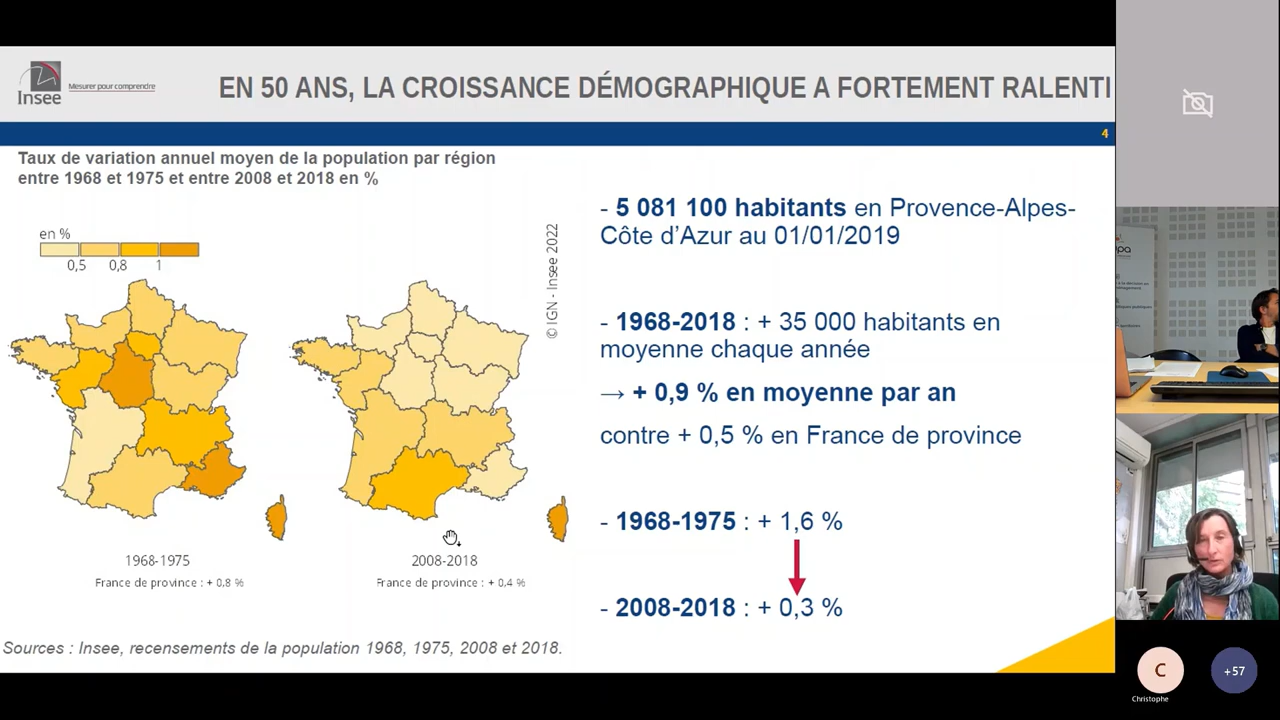 Insee
Mesurer pour comprendre
EN 50 ANS, LA CROISSANCE DÉMOGRAPHIQUE A FORTEMENT RALENTI
4
Taux de variation annuel moyen de la population par région
entre 1968 et 1975 et entre 2008 et 2018 en %
en %
0,5 0,8 1
© IGN - Insee 2022
1968-1975
France de province : + 0,8 %
2008-2018
France de province : + 0,4 %
Sources : Insee, recensements de la population 1968, 1975, 2008 et 2018.
- 5 081 100 habitants en Provence-Alpes-
Côte d’Azur au 01/01/2019
- 1968-2018 : + 35 000 habitants en
moyenne chaque année
→ + 0,9 % en moyenne par an
contre + 0,5 % en France de province
- 1968-1975 : + 1,6 %
- 2008-2018 : + 0,3 %
C
Christophe
+57